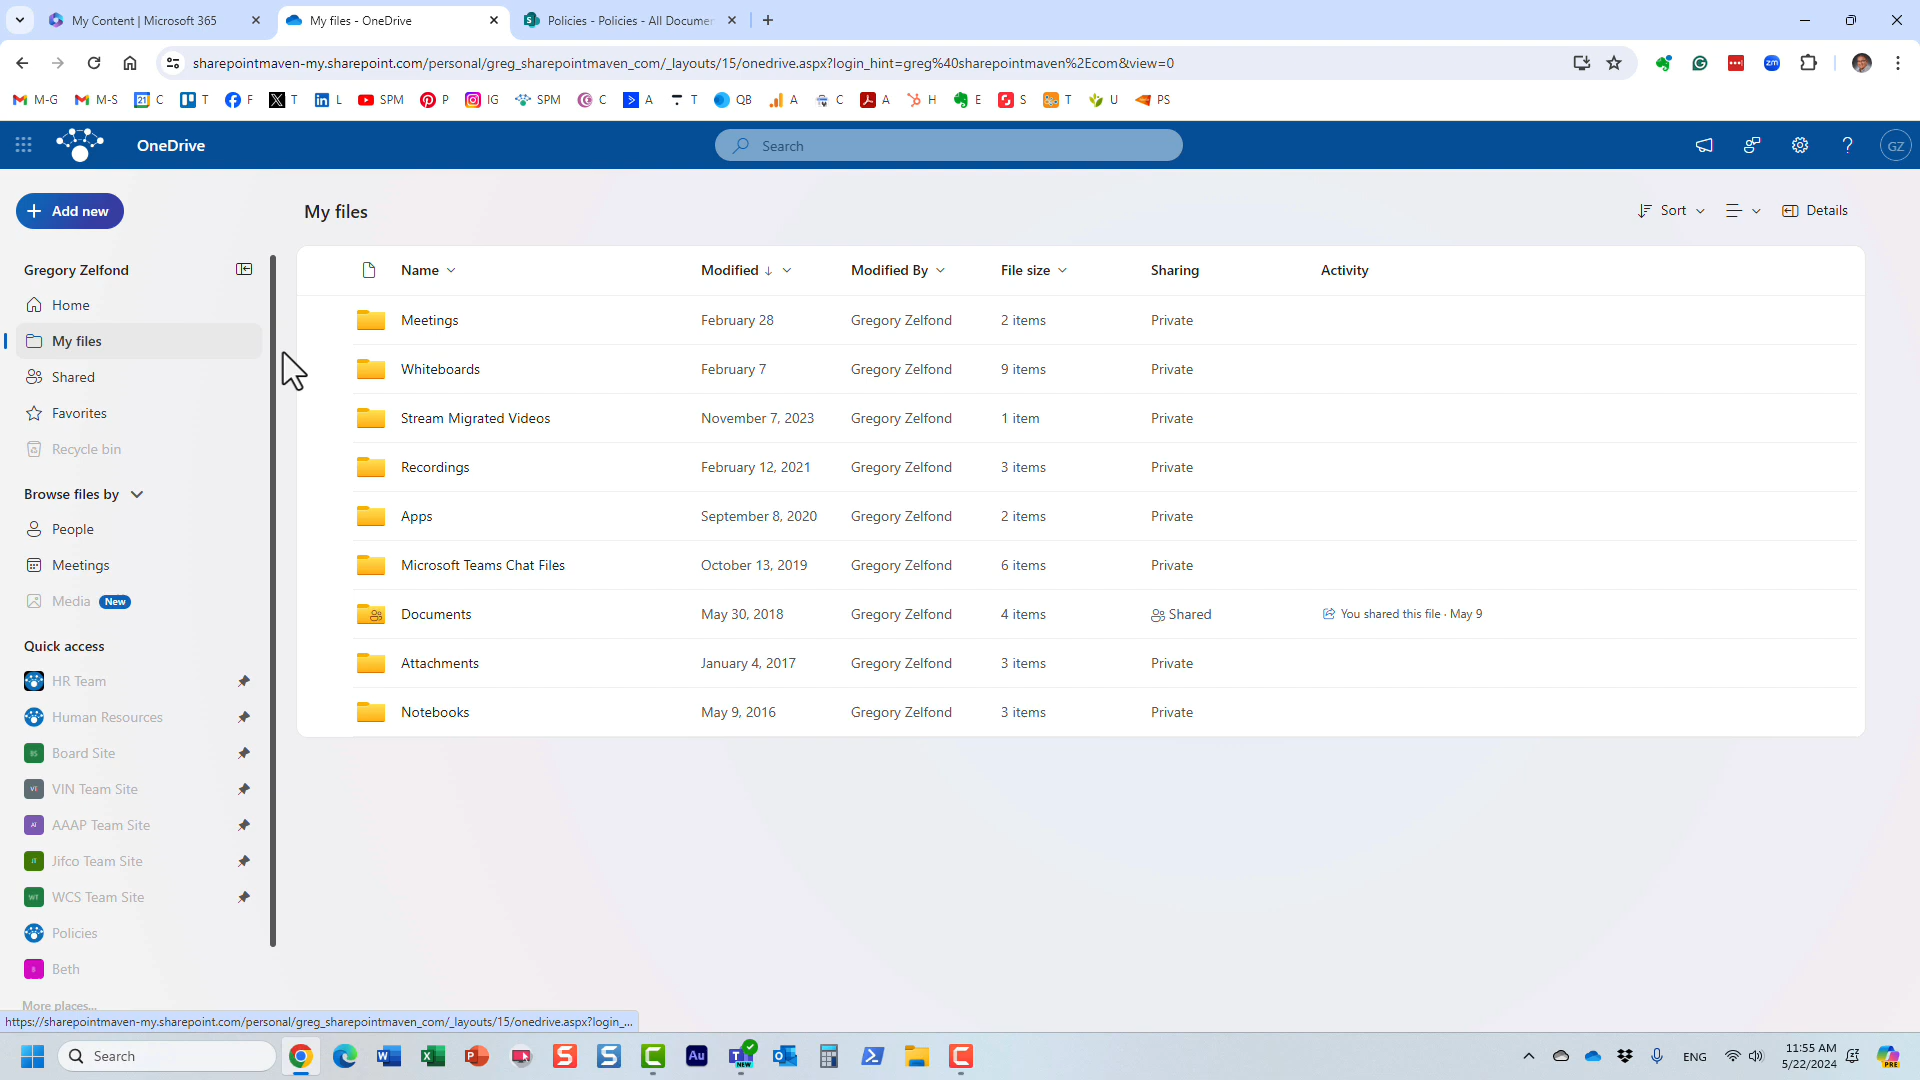 My Content | Microsoft 365
My files - OneDrive
Policies - Policies - All Documen
sharepointmaven-my.sharepoint.com/personal/greg_sharepointmaven_com/_layouts/15/onedrive.aspx?login_hint=greg%40sharepointmaven%2Ecom&view=0
M-G M-S C T F T L SPM P IG SPM C A T QB A C A H E S T U PS
OneDrive
Search
GZ
Add new
My files
Sort
Details
Gregory Zelfond
Home
My files
Shared
Favorites
Recycle bin
Browse files by
People
Meetings
Media New
Quick access
HR Team
Human Resources
Board Site
VIN Team Site
AAAP Team Site
Jifco Team Site
WCS Team Site
Policies
Beth
More places...
Name Modified Modified By File size Sharing Activity
Meetings February 28 Gregory Zelfond 2 items Private
Whiteboards February 7 Gregory Zelfond 9 items Private
Stream Migrated Videos November 7, 2023 Gregory Zelfond 1 item Private
Recordings February 12, 2021 Gregory Zelfond 3 items Private
Apps September 8, 2020 Gregory Zelfond 2 items Private
Microsoft Teams Chat Files October 13, 2019 Gregory Zelfond 6 items Private
Documents May 30, 2018 Gregory Zelfond 4 items Shared You shared this file · May 9
Attachments January 4, 2017 Gregory Zelfond 3 items Private
Notebooks May 9, 2016 Gregory Zelfond 3 items Private
https://sharepointmaven-my.sharepoint.com/personal/greg_sharepointmaven_com/_layouts/15/onedrive.aspx?login_...
Search
ENG
11:55 AM
5/22/2024